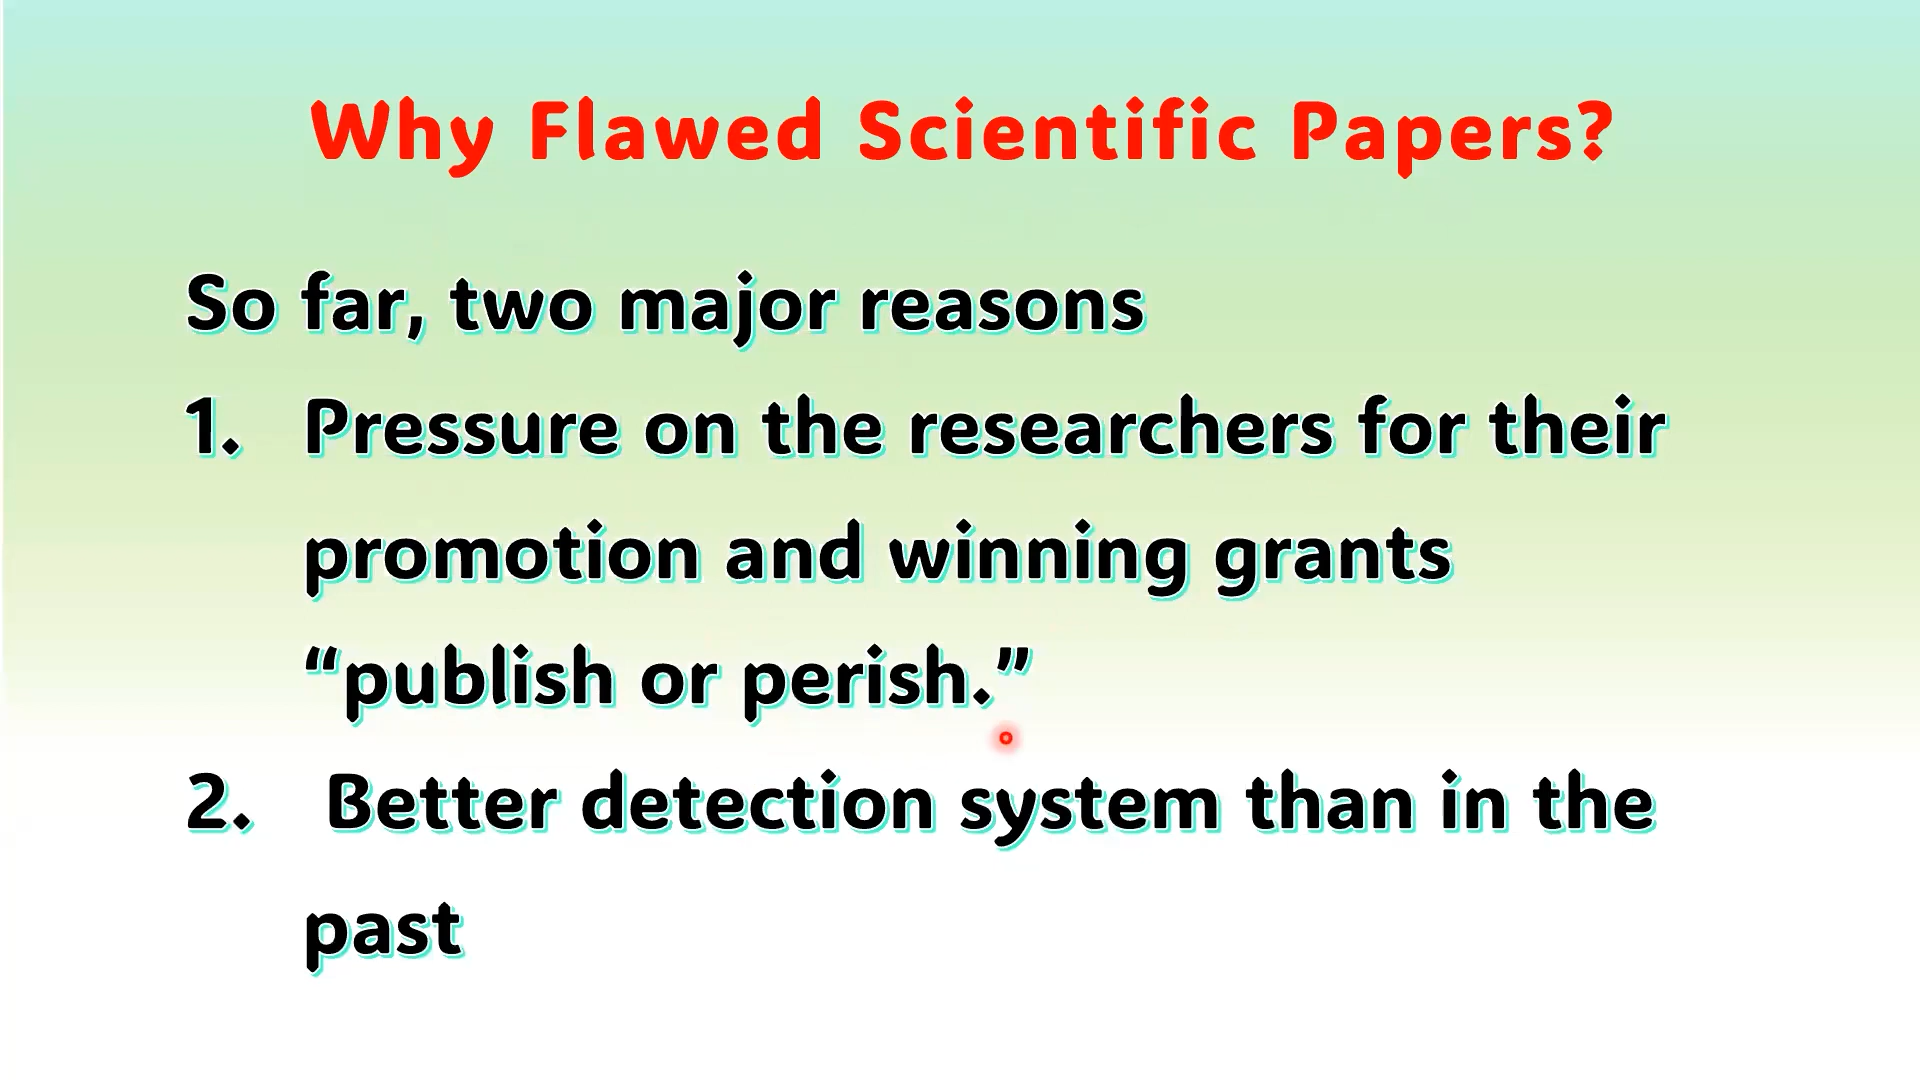 Why Flawed Scientific Papers?
So far, two major reasons
1. Pressure on the researchers for their
promotion and winning grants
“publish or perish.”
2. Better detection system than in the
past